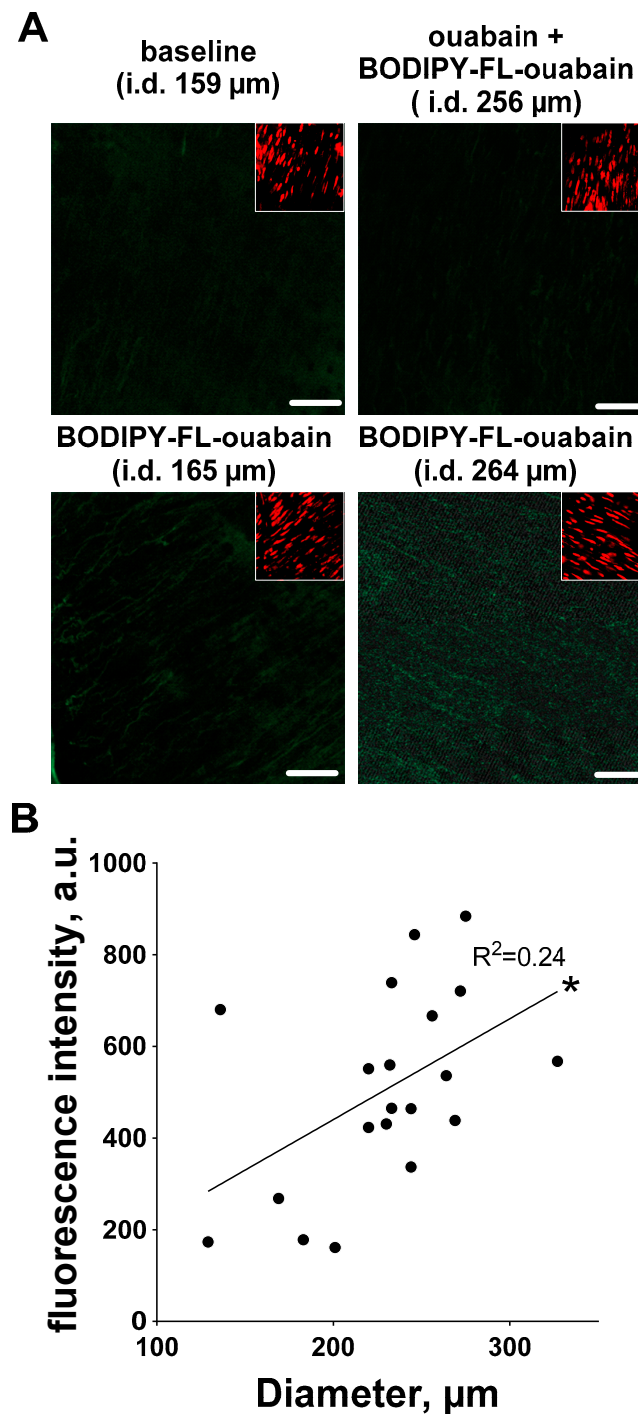 A
baseline
(i.d. 159 µm)
ouabain +
BODIPY-FL-ouabain
( i.d. 256 µm)
BODIPY-FL-ouabain
(i.d. 165 µm)
BODIPY-FL-ouabain
(i.d. 264 µm)
B
fluorescence intensity, a.u.
1000
800
600
400
200
0
R²=0.24
*
100
200
300
Diameter, µm